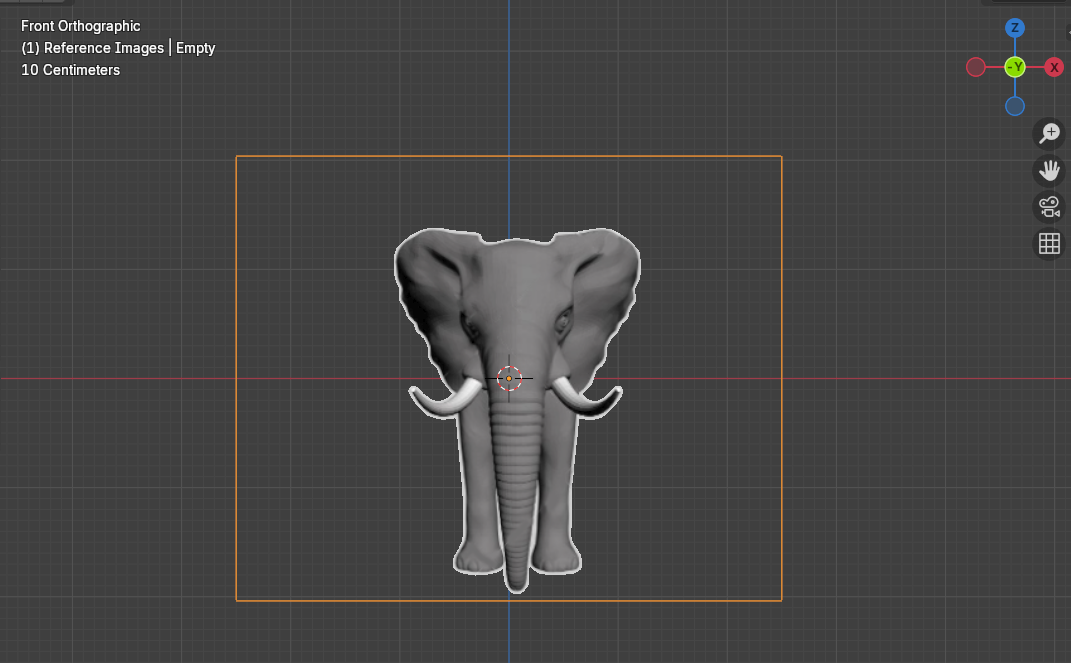 Front Orthographic
(1) Reference Images | Empty
10 Centimeters
Z
-Y
X